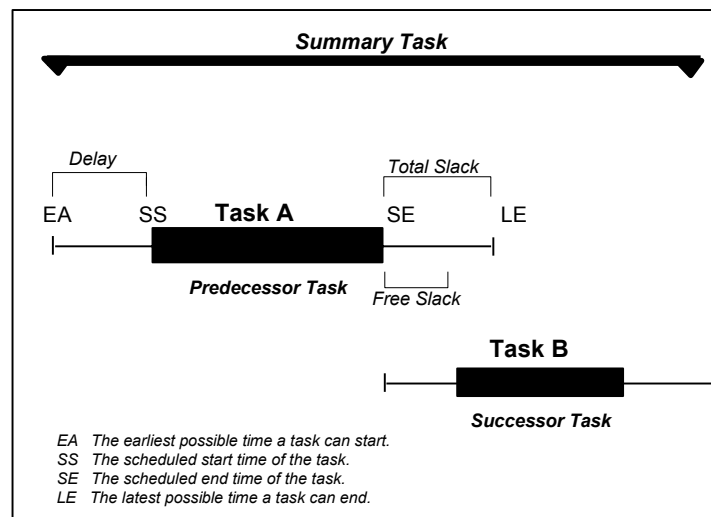 Summary Task
Delay
Total Slack
EA SS Task A SE LE
Predecessor Task
Free Slack
Task B
Successor Task
EA The earliest possible time a task can start.
SS The scheduled start time of the task.
SE The scheduled end time of the task.
LE The latest possible time a task can end.